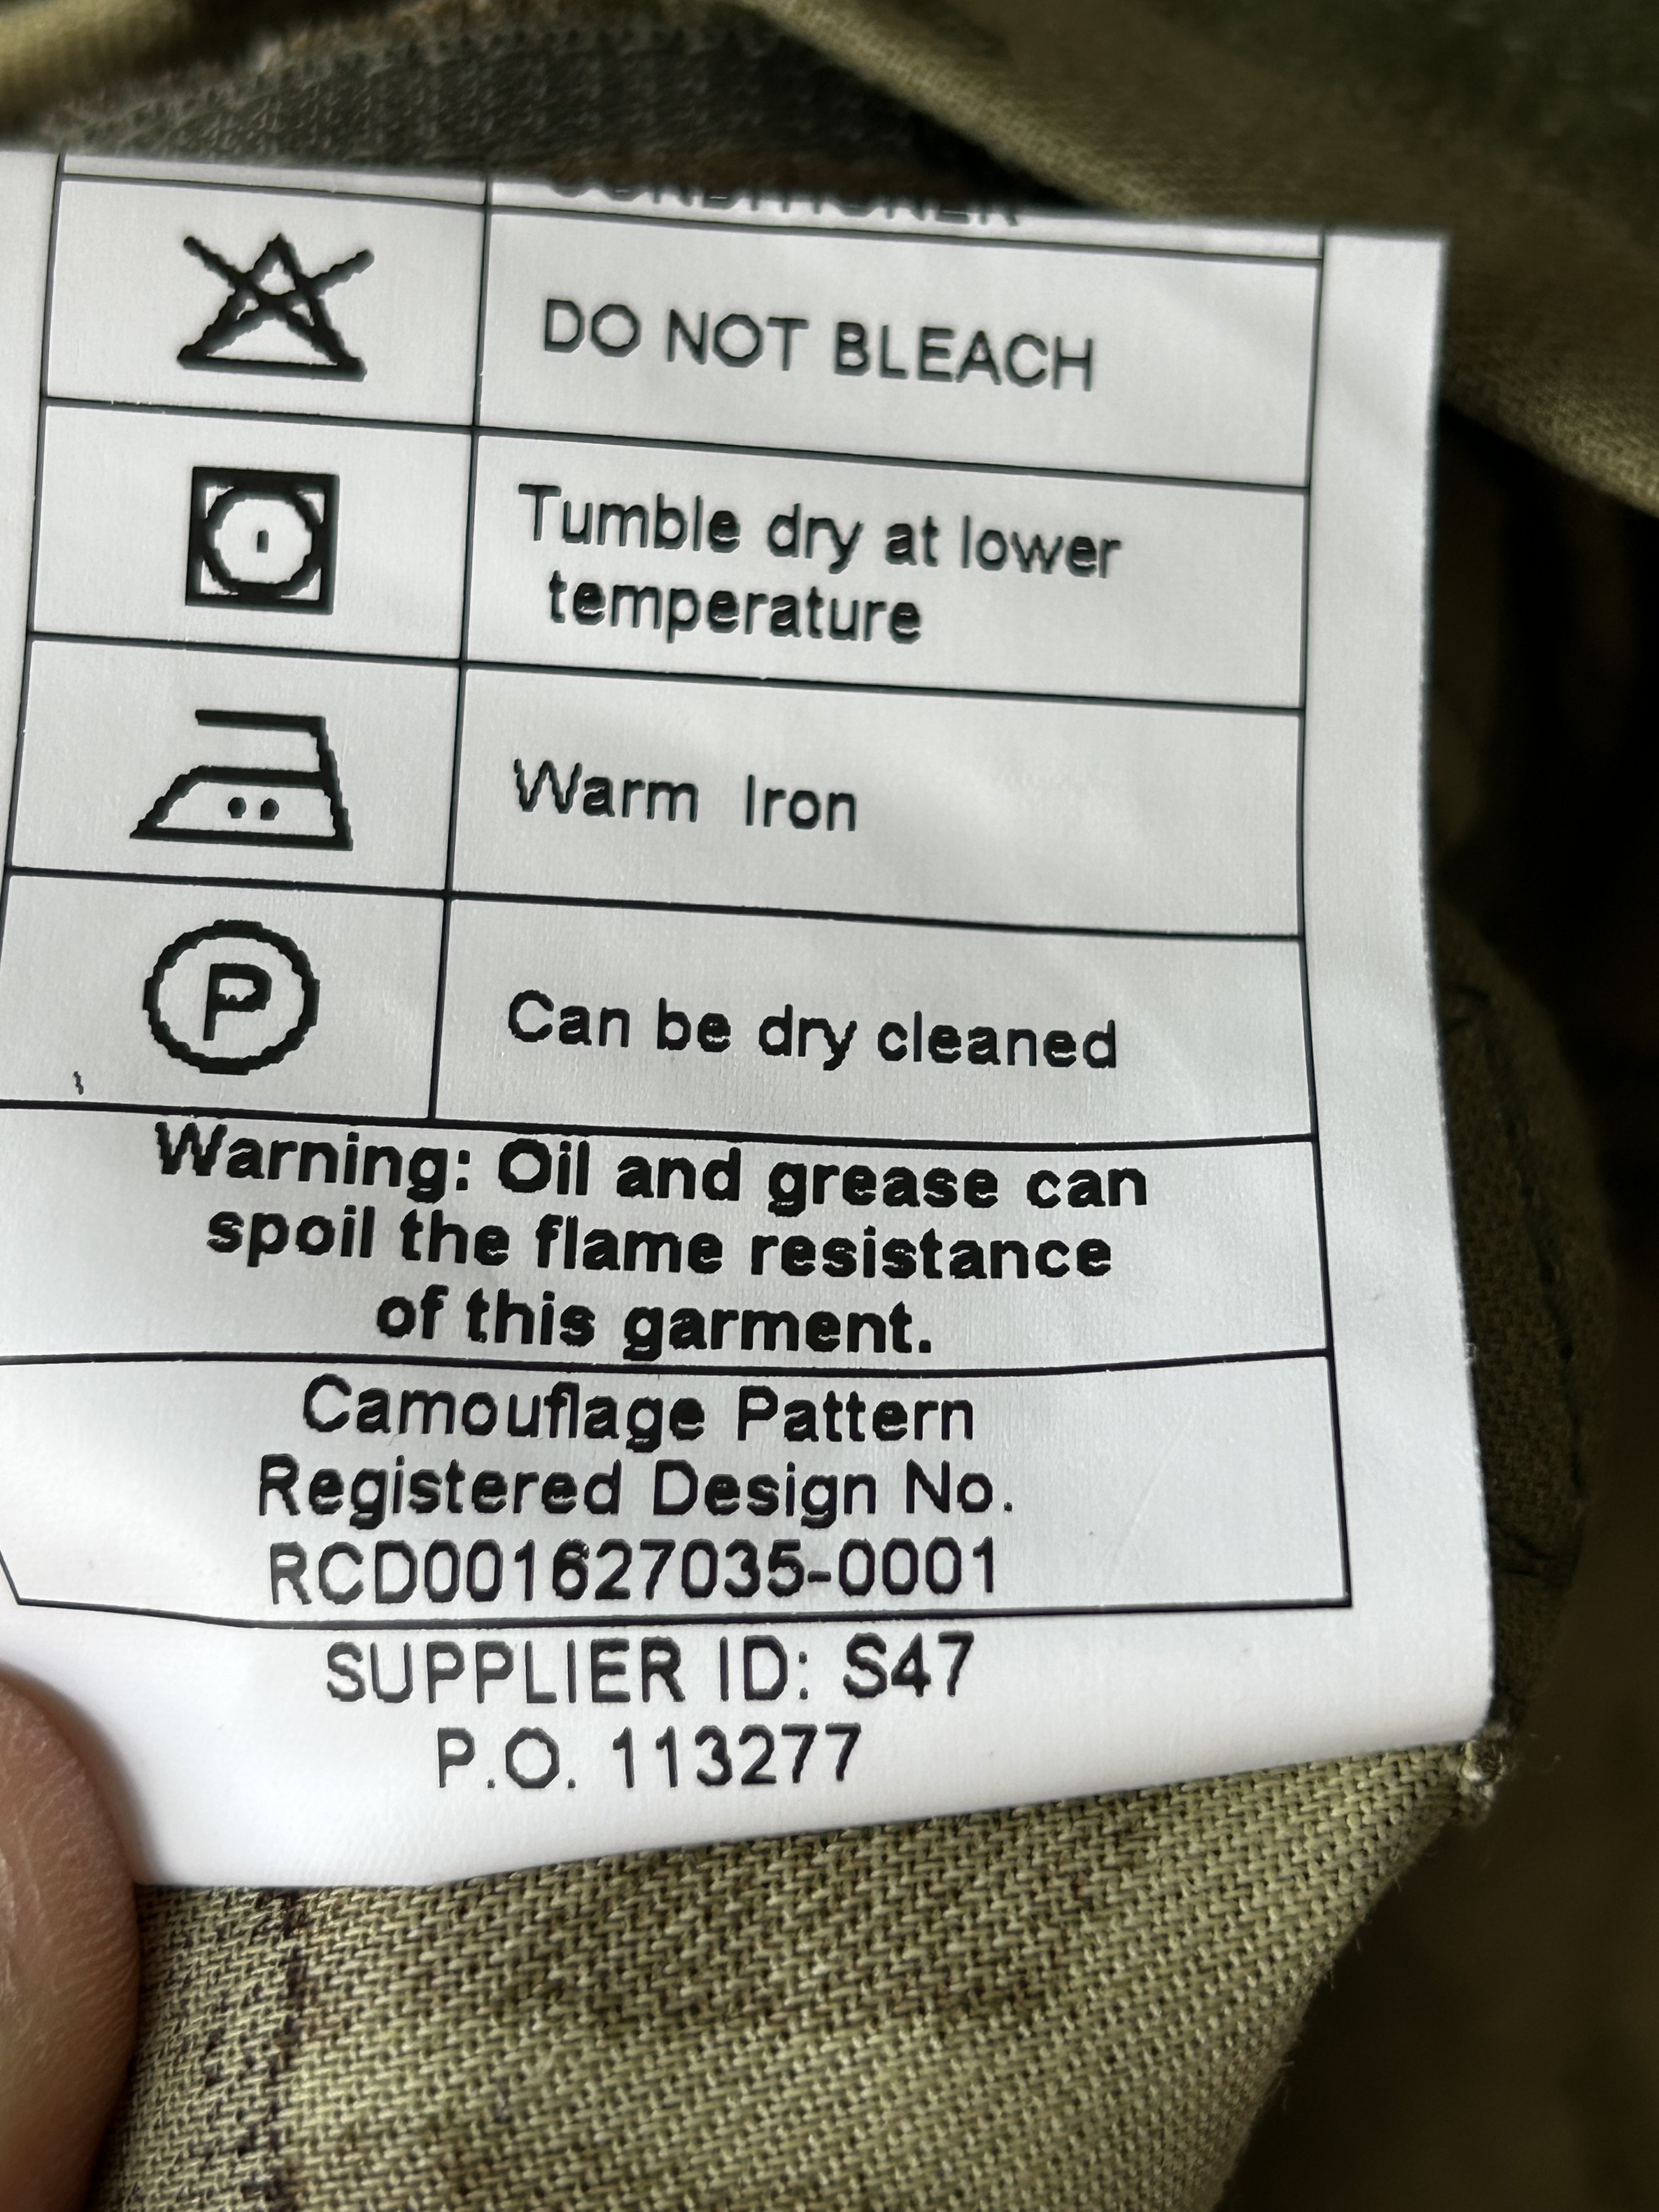 CONDITIONER
DO NOT BLEACH
Tumble dry at lower
temperature
Warm Iron
P
Can be dry cleaned
Warning: Oil and grease can
spoil the flame resistance
of this garment.
Camouflage Pattern
Registered Design No.
RCD001627035-0001
SUPPLIER ID: S47
P.O. 113277